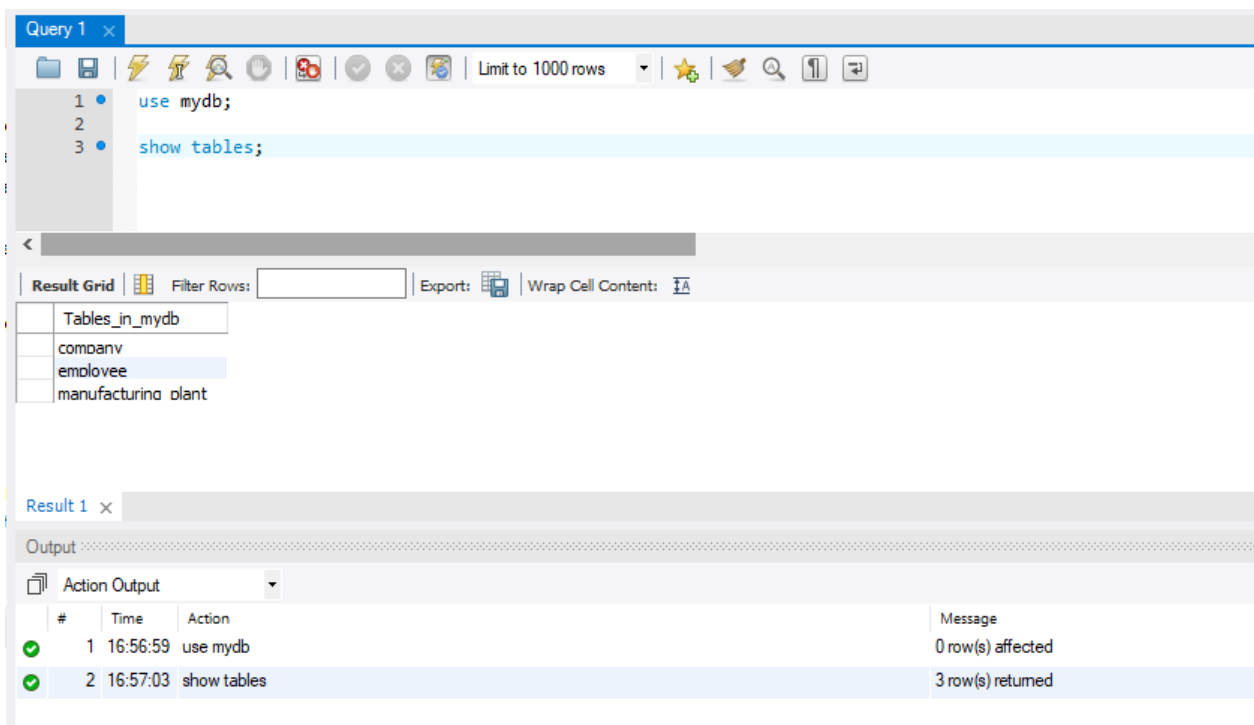 Query 1
Limit to 1000 rows
1 use mydb;
2
3 show tables;
Result Grid Filter Rows: Export: Wrap Cell Content:
Tables_in_mydb
company
employee
manufacturing_plant
Result 1
Output
Action Output
# Time Action Message
1 16:56:59 use mydb 0 row(s) affected
2 16:57:03 show tables 3 row(s) returned